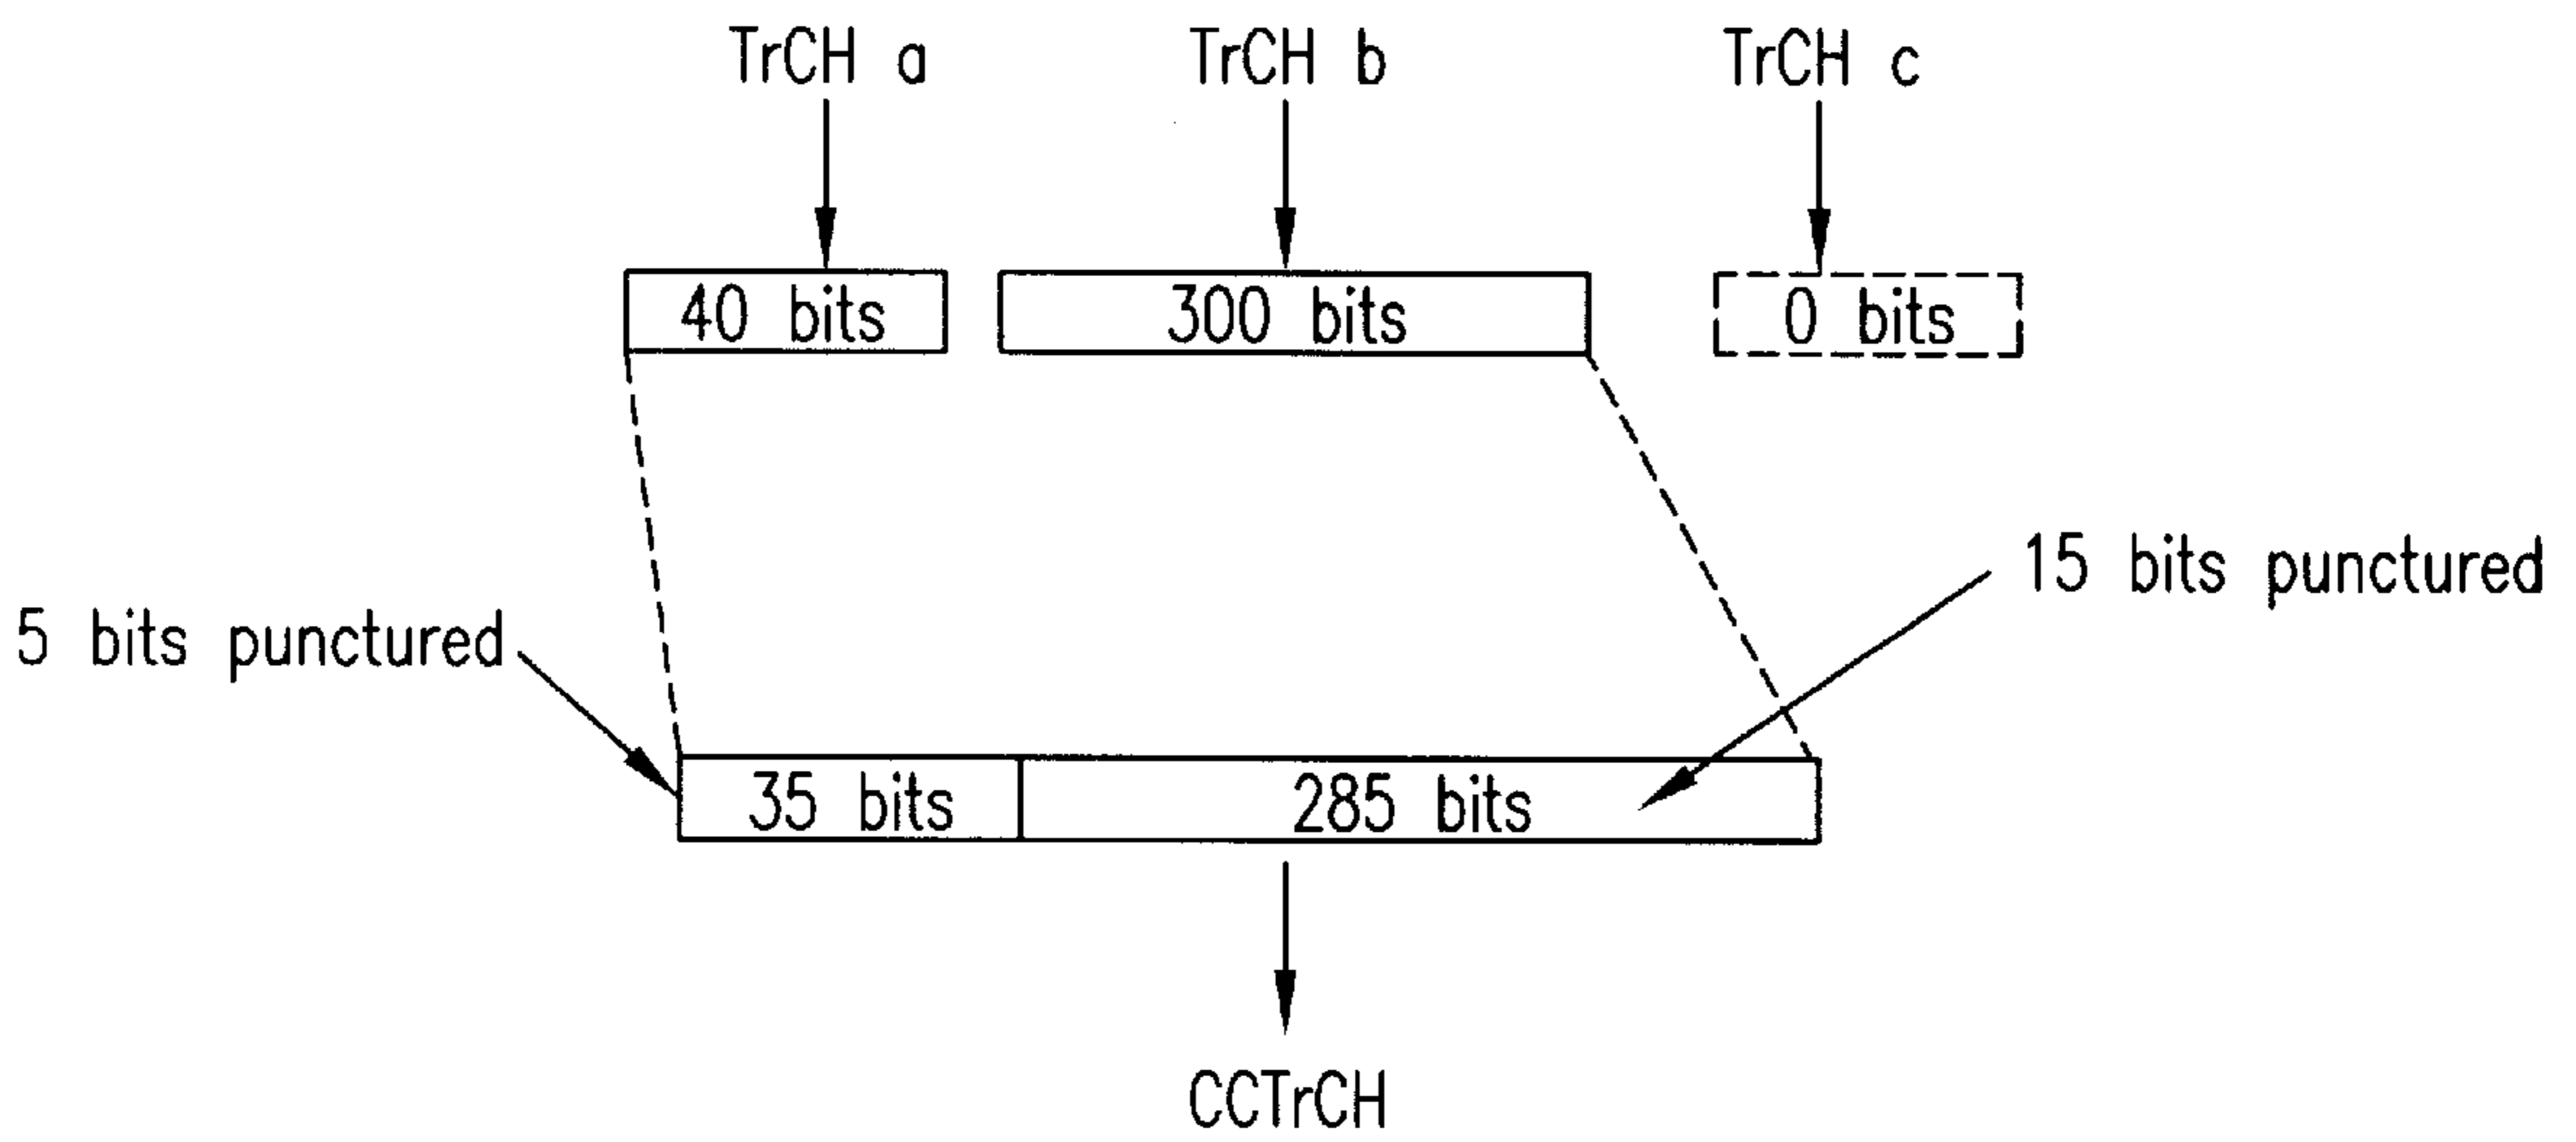 TrCH a
TrCH b
TrCH c
40 bits
300 bits
0 bits
15 bits punctured
5 bits punctured
35 bits
285 bits
CCTrCH